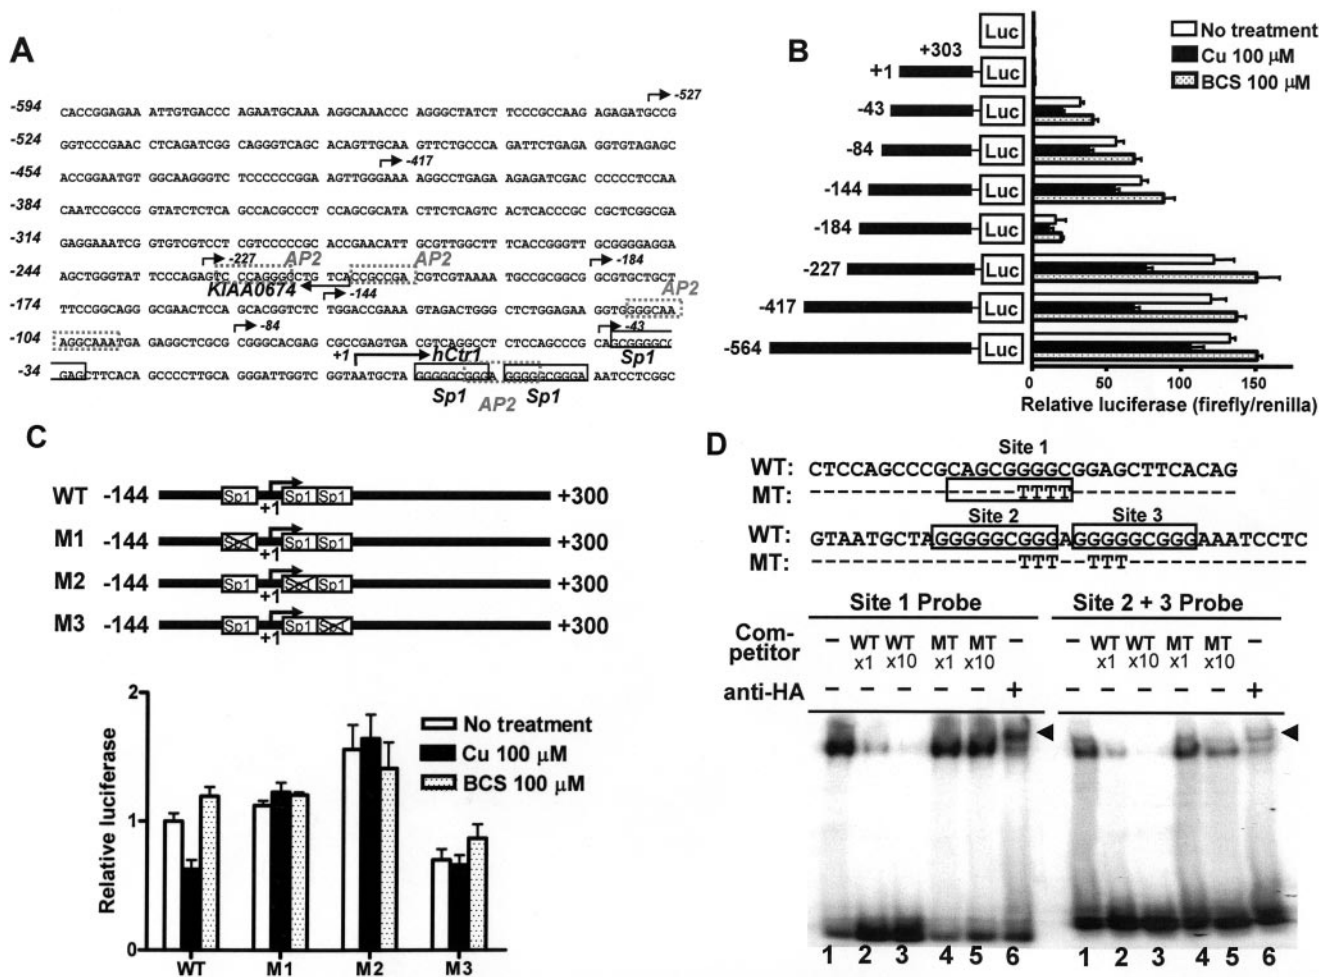 A
-527
-594 CACCGGAGAA ATTGTGACCC AGAATGCAAA AGGCAAACCC AGGGCTATCT TCCCGCCAAG AGAGATGCCG
-524 GGTCCCGAACC CTCAGATCGG CAGGGTCAGC ACAGTTGCAA GTTCTGCCCA GATTCTGAGA GGTGTAGAGC
-417
-454 ACCGGAATGT GGCAAGGGTC CTCCCCCCGGA AGTTGGGAAA AGGCCTGAGA AGAGATCGAC CCCCCTCCAA
-384 CAATCCGCCG GTATCTCTCA GCCACGCCCT CCAGCGCATA CTTCTCAGTC ACTCACCCGC CGCTCGGCGA
-314 GAGGAAATCGG GTGTCGTCCT CGTCCCCCGC ACCGAACATT GCGTTGGCTT TCACCGGGTT GCGGGGAGGA
-227 AP2 AP2 -184
-244 AGCTGGGTAT TCCCAGAGTC CCAGGGGCTG TCACCGCCGA CGTCGTAAAA TGCCGCGGCG GCGTGCTGCT
KIAA0674 -144 AP2
-174 TTCCGGCAGG GCGAACTCCA GCACGGTCTC TGGACCGAAA GTAGACTGGG CTCTGGAGAA GGTGGGGCAA
-84 -43
-104 AGGCAAATGA GAGGCTCGCG CGGGCACGAG CGCCGAGTGA CGTCAGGCCT CTCCAGCCCG CAGCGGGGCG
+1 hCtr1 Sp1
-34 GAGCTTCACA GCCCCTTGCA GGGATTGGTC GGTAATGCTA GGGGGCGGGA GGGGGCGGGA AATCCTCGGC
Sp1 AP2 Sp1
B
No treatment
Cu 100 μM
BCS 100 μM
Luc
+303
+1 Luc
-43 Luc
-84 Luc
-144 Luc
-184 Luc
-227 Luc
-417 Luc
-564 Luc
0 50 100 150
Relative luciferase (firefly/renilla)
C
WT -144 Sp1 +1 Sp1 Sp1 +300
M1 -144 Sp1 +1 Sp1 Sp1 +300
M2 -144 Sp1 +1 Sp1 Sp1 +300
M3 -144 Sp1 +1 Sp1 Sp1 +300
No treatment
Cu 100 μM
BCS 100 μM
Relative luciferase
2
1
0
WT M1 M2 M3
D
Site 1
WT: CTCCAGCCCGCAGCGGGGCGGAGCTTCACAG
MT: ---------------TTTT------------
Site 2 Site 3
WT: GTAATGCTAGGGGGCGGGAGGGGGCGGGAAATCCTC
MT: ---------------TTT--TTT-------------
Site 1 Probe Site 2 + 3 Probe
Com-petitor – WT x1 WT x10 MT x1 MT x10 – – WT x1 WT x10 MT x1 MT x10 –
anti-HA – – – – – + – – – – – +
1 2 3 4 5 6 1 2 3 4 5 6